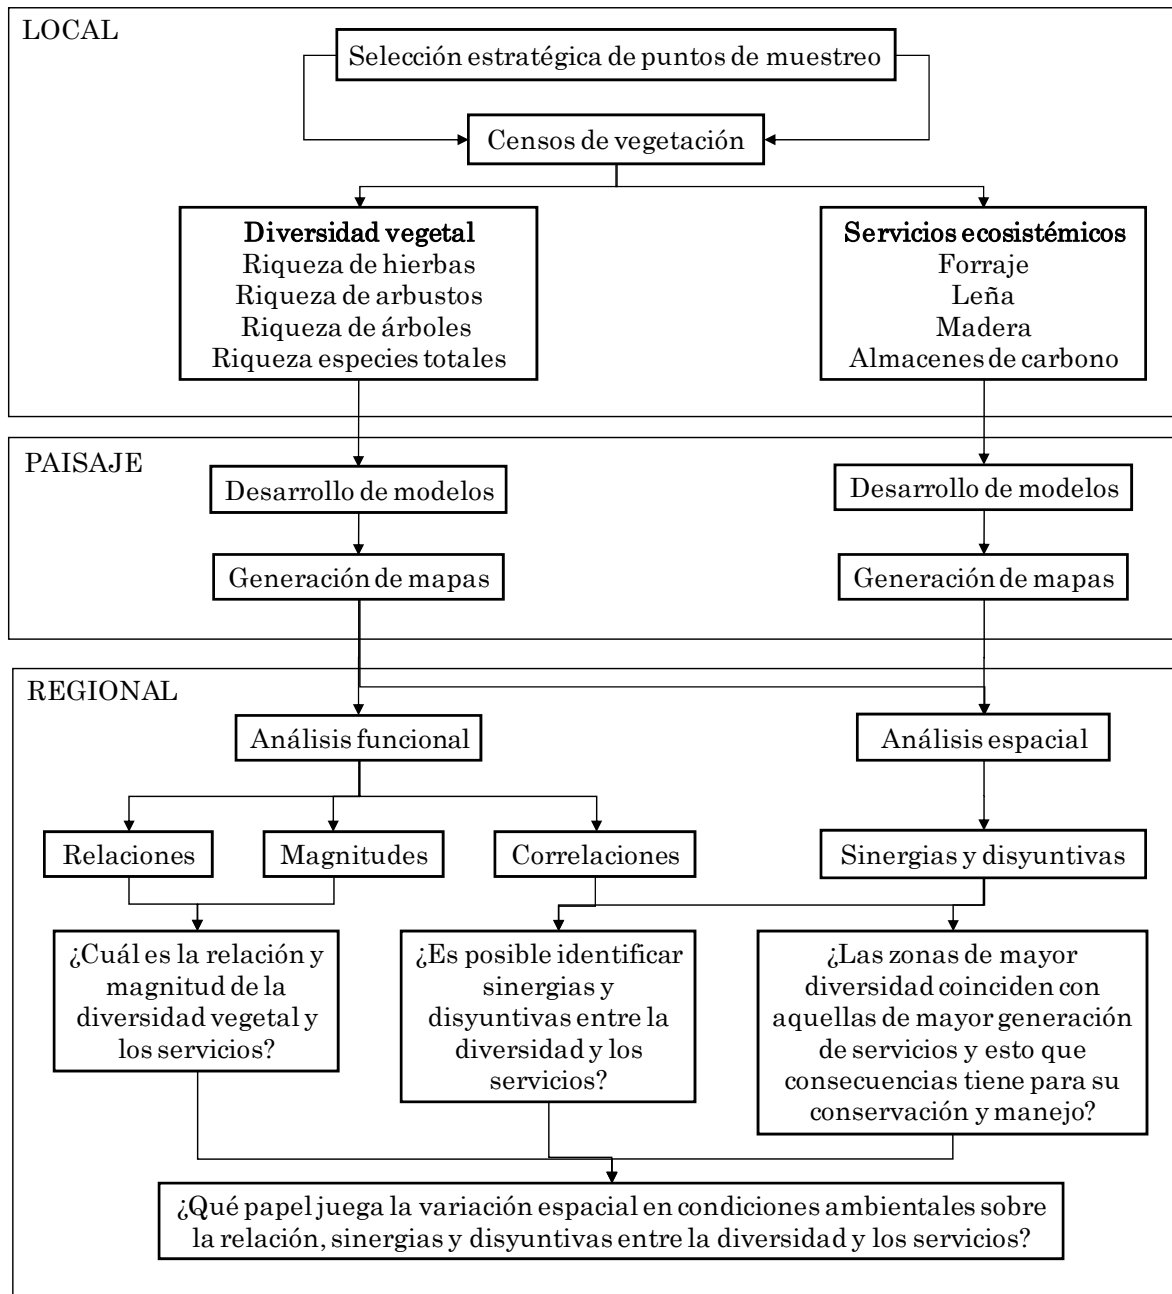 LOCAL
Selección estratégica de puntos de muestreo
Censos de vegetación
Diversidad vegetal
Riqueza de hierbas
Riqueza de arbustos
Riqueza de árboles
Riqueza especies totales
Servicios ecosistémicos
Forraje
Leña
Madera
Almacenes de carbono
PAISAJE
Desarrollo de modelos
Desarrollo de modelos
Generación de mapas
Generación de mapas
REGIONAL
Análisis funcional
Análisis espacial
Relaciones
Magnitudes
Correlaciones
Sinergias y disyuntivas
¿Cuál es la relación y
magnitud de la
diversidad vegetal y
los servicios?
¿Es posible identificar
sinergias y
disyuntivas entre la
diversidad y los
servicios?
¿Las zonas de mayor
diversidad coinciden con
aquellas de mayor generación
de servicios y esto que
consecuencias tiene para su
conservación y manejo?
¿Qué papel juega la variación espacial en condiciones ambientales sobre
la relación, sinergias y disyuntivas entre la diversidad y los servicios?